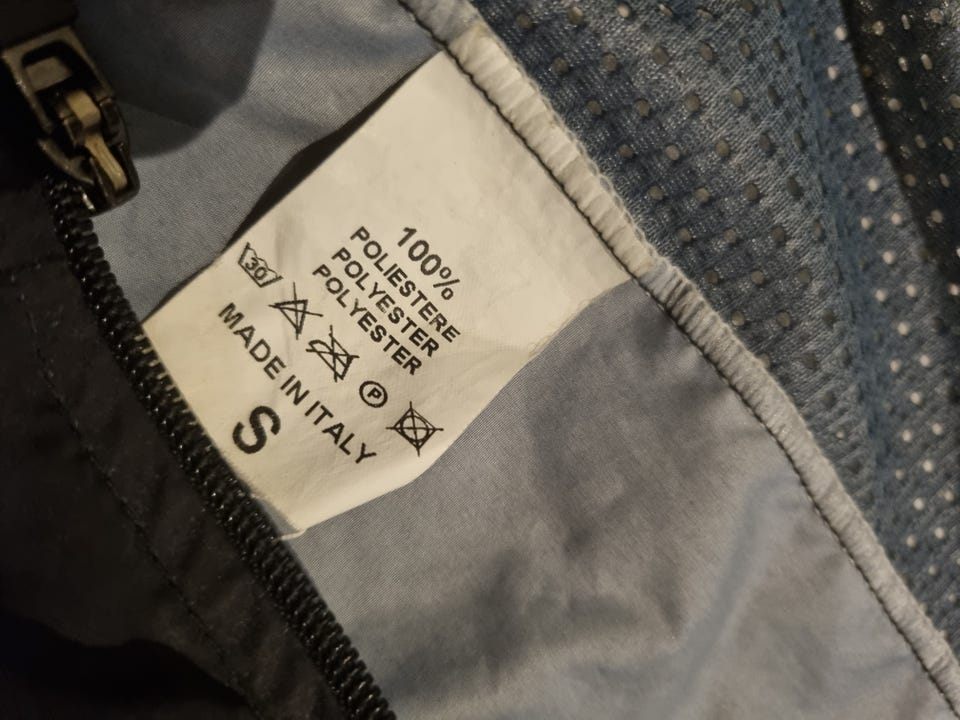 100%
POLIESTERE
POLYESTER
POLYESTER
30
P
MADE IN ITALY
S